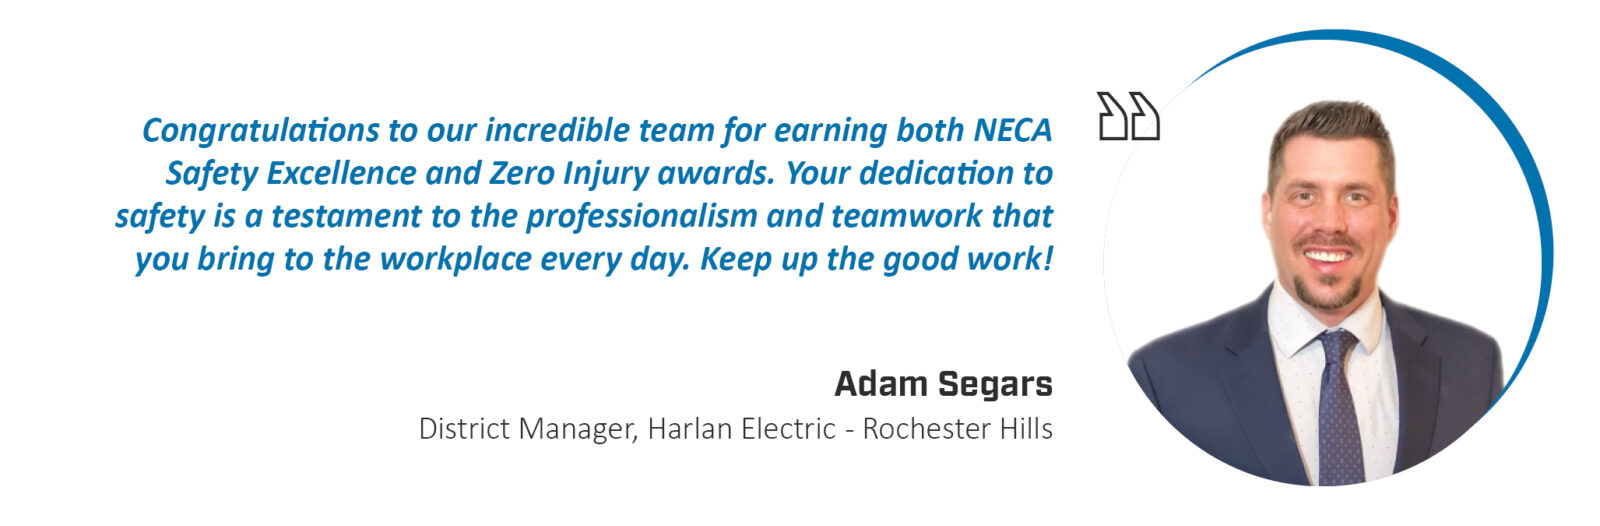 Congratulations to our incredible team for earning both NECA
Safety Excellence and Zero Injury awards. Your dedication to
safety is a testament to the professionalism and teamwork that
you bring to the workplace every day. Keep up the good work!
Adam Segars
District Manager, Harlan Electric - Rochester Hills